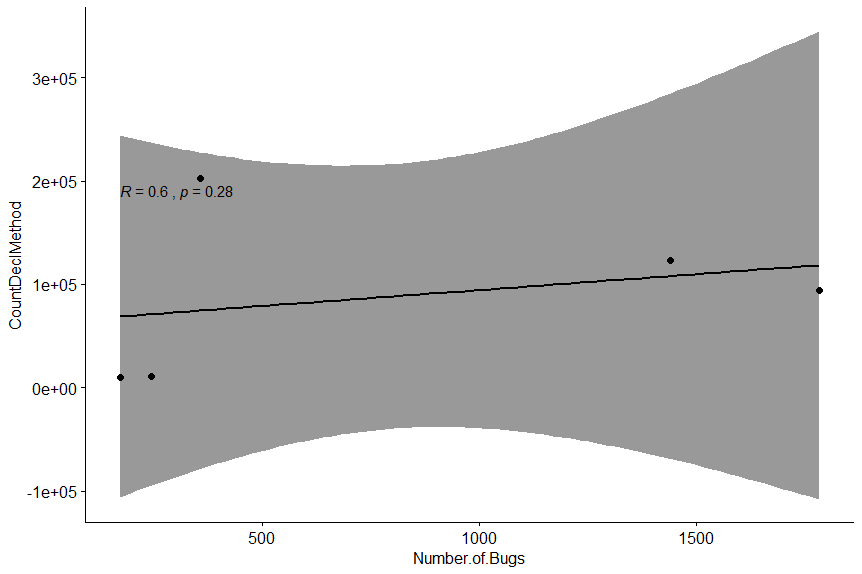 3e+05
2e+05
R = 0.6 , p = 0.28
1e+05
0e+00
-1e+05
CountDeclMethod
500
1000
1500
Number.of.Bugs